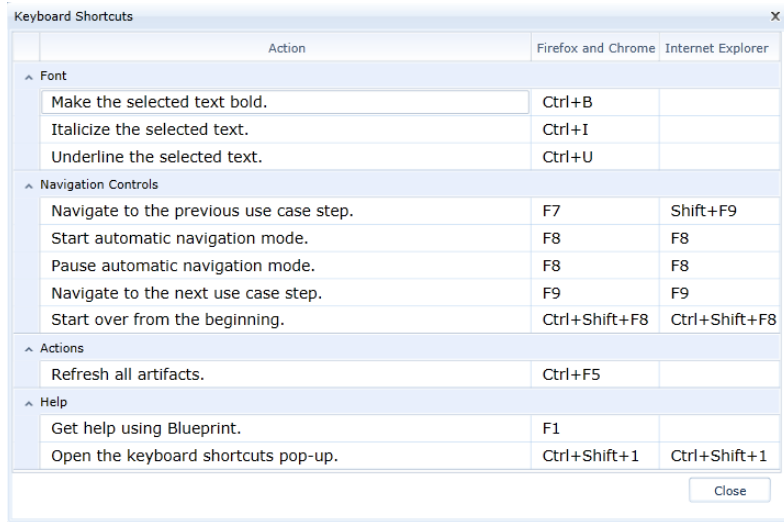 Keyboard Shortcuts x
Action Firefox and Chrome Internet Explorer
Font
Make the selected text bold. Ctrl+B
Italicize the selected text. Ctrl+I
Underline the selected text. Ctrl+U
Navigation Controls
Navigate to the previous use case step. F7 Shift+F9
Start automatic navigation mode. F8 F8
Pause automatic navigation mode. F8 F8
Navigate to the next use case step. F9 F9
Start over from the beginning. Ctrl+Shift+F8 Ctrl+Shift+F8
Actions
Refresh all artifacts. Ctrl+F5
Help
Get help using Blueprint. F1
Open the keyboard shortcuts pop-up. Ctrl+Shift+1 Ctrl+Shift+1
Close